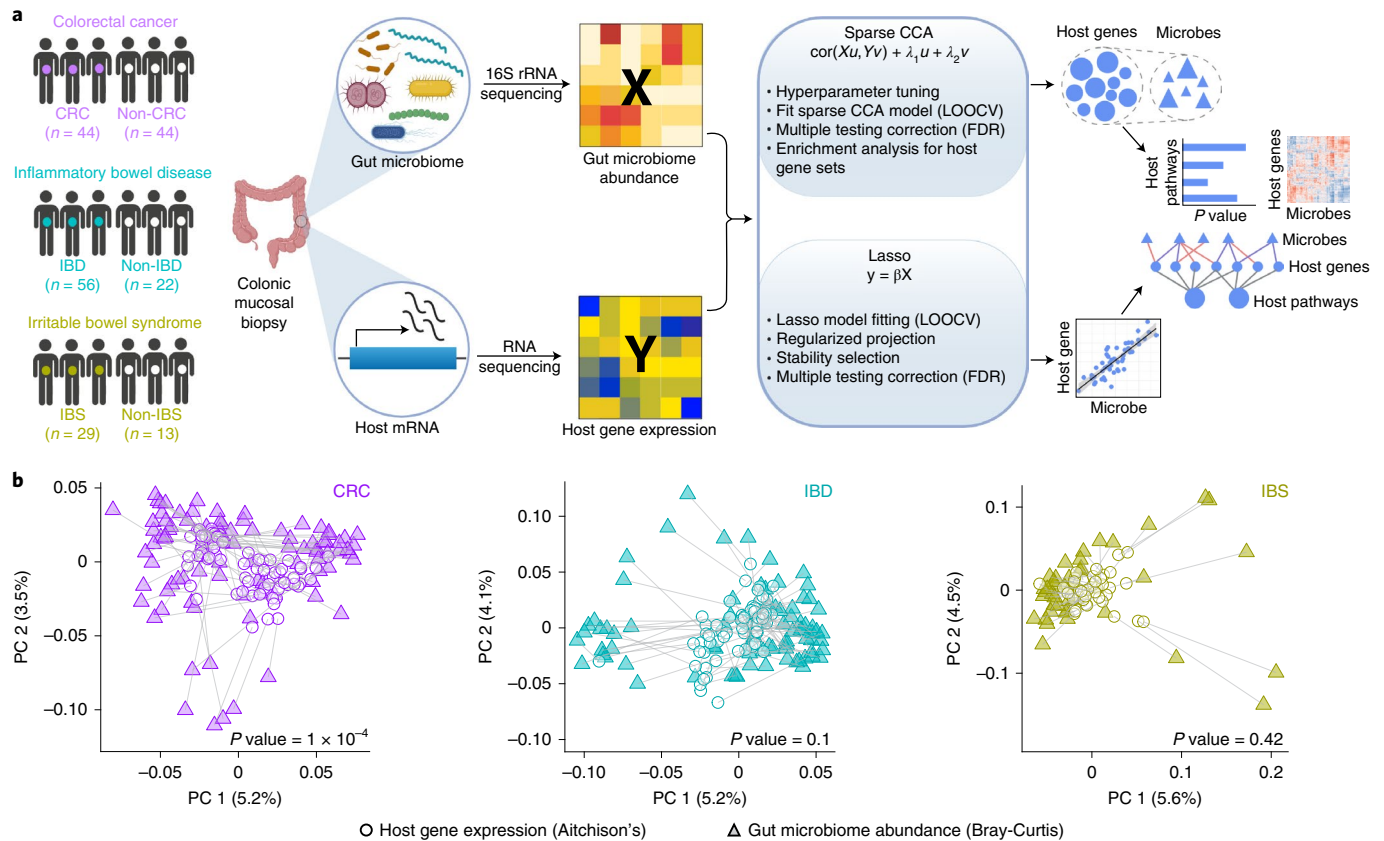 a
Colorectal cancer
CRC
(n = 44)
Non-CRC
(n = 44)
Inflammatory bowel disease
IBD
(n = 56)
Non-IBD
(n = 22)
Irritable bowel syndrome
IBS
(n = 29)
Non-IBS
(n = 13)
Colonic
mucosal
biopsy
Gut microbiome
Host mRNA
16S rRNA
sequencing
RNA
sequencing
X
Gut microbiome
abundance
Y
Host gene expression
Sparse CCA
cor(Xu, Yv) + λ₁u + λ₂v
• Hyperparameter tuning
• Fit sparse CCA model (LOOCV)
• Multiple testing correction (FDR)
• Enrichment analysis for host
gene sets
Lasso
y = βX
• Lasso model fitting (LOOCV)
• Regularized projection
• Stability selection
• Multiple testing correction (FDR)
Host genes
Microbes
Host
pathways
P value
Host genes
Microbes
Microbes
Host genes
Host pathways
Host gene
Microbe
b
CRC
PC 2 (3.5%)
0.05
0
−0.05
−0.10
P value = 1 × 10⁻⁴
−0.05
0
0.05
PC 1 (5.2%)
IBD
PC 2 (4.1%)
0.10
0.05
0
−0.05
−0.10
P value = 0.1
−0.10
−0.05
0
0.05
PC 1 (5.2%)
IBS
PC 2 (4.5%)
0.1
0
−0.1
P value = 0.42
0
0.1
0.2
PC 1 (5.6%)
Host gene expression (Aitchison's)
Gut microbiome abundance (Bray-Curtis)